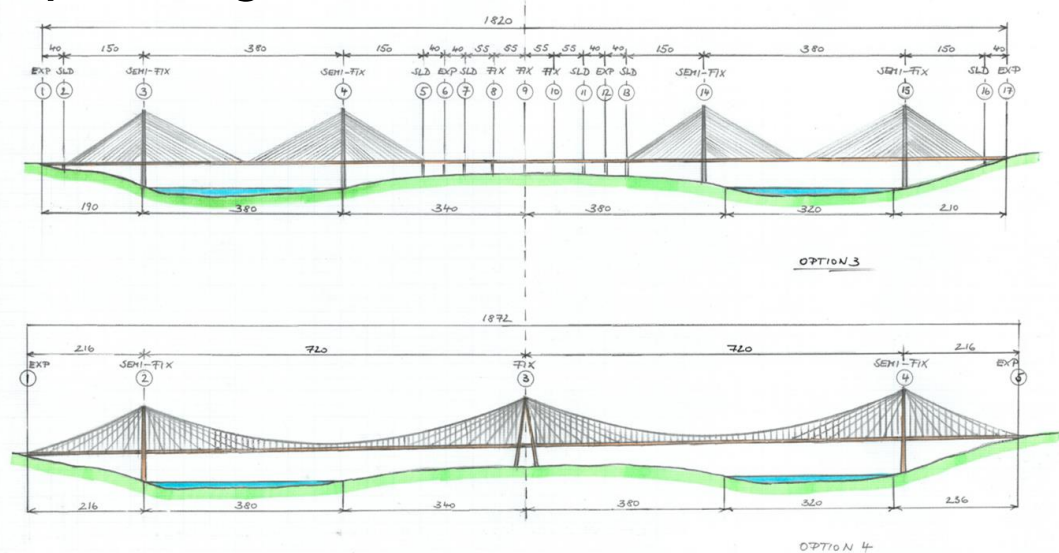 1820
40 150 380 150 40 40 55 55 55 55 40 40 150 380 150 40
EXP SLD SEMI-FIX SEMI-FIX SLD EXP SLD FIX FIX FIX SLD EXP SLD SEMI-FIX SEMI-FIX SLD EXP
1 2 3 4 5 6 7 8 9 10 11 12 13 14 15 16 17
190 380 340 380 320 210
OPTION 3
1872
216 720 720 216
EXP SEMI-FIX FIX SEMI-FIX EXP
1 2 3 4 5
216 380 340 380 320 236
OPTION 4